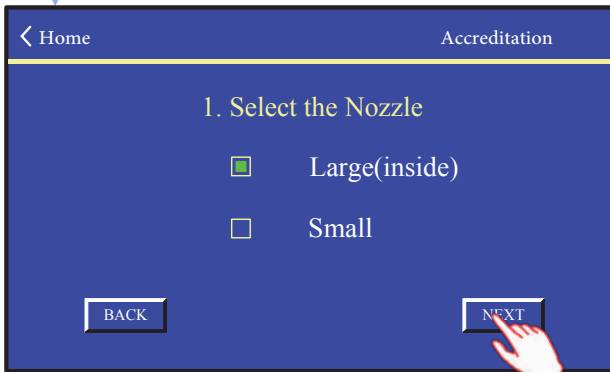 Home Accreditation
1. Select the Nozzle
Large(inside)
Small
BACK NEXT